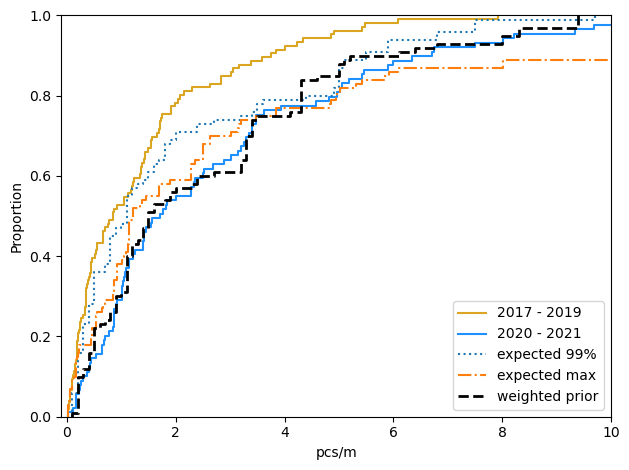 1.0
0.8
0.6
0.4
0.2
0.0
Proportion
0 2 4 6 8 10
pcs/m
2017 - 2019
2020 - 2021
expected 99%
expected max
weighted prior